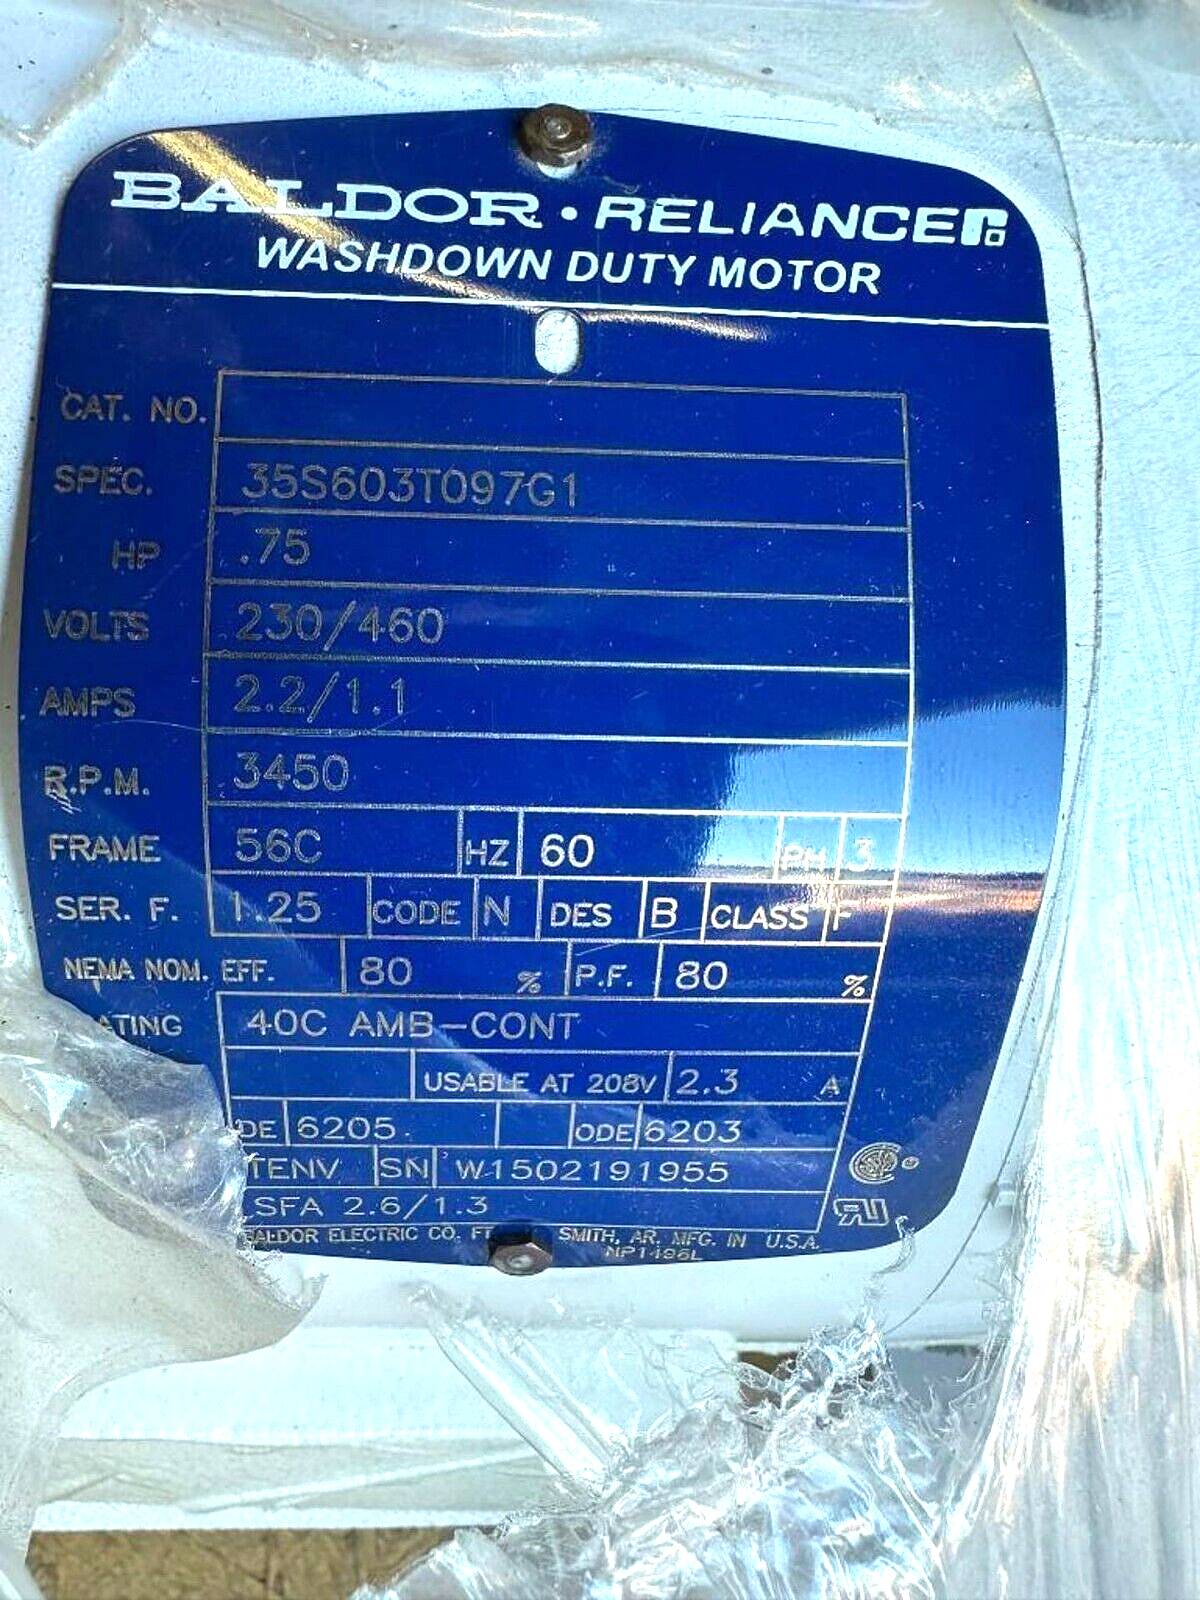 BALDOR • RELIANCE
WASHDOWN DUTY MOTOR
CAT. NO.
SPEC. 35S603T097G1
HP .75
VOLTS 230/460
AMPS 2.2/1.1
R.P.M. 3450
FRAME 56C HZ 60 PH 3
SER. F. 1.25 CODE N DES B CLASS F
NEMA NOM. EFF. 80 % P.F. 80 %
40C AMB-CONT
USABLE AT 208V 2.3 A
DE 6205 ODE 6203
TENV SN W1502191955
SFA 2.6/1.3
BALDOR ELECTRIC CO. FT. SMITH, AR. MFG. IN U.S.A.
NP1496L